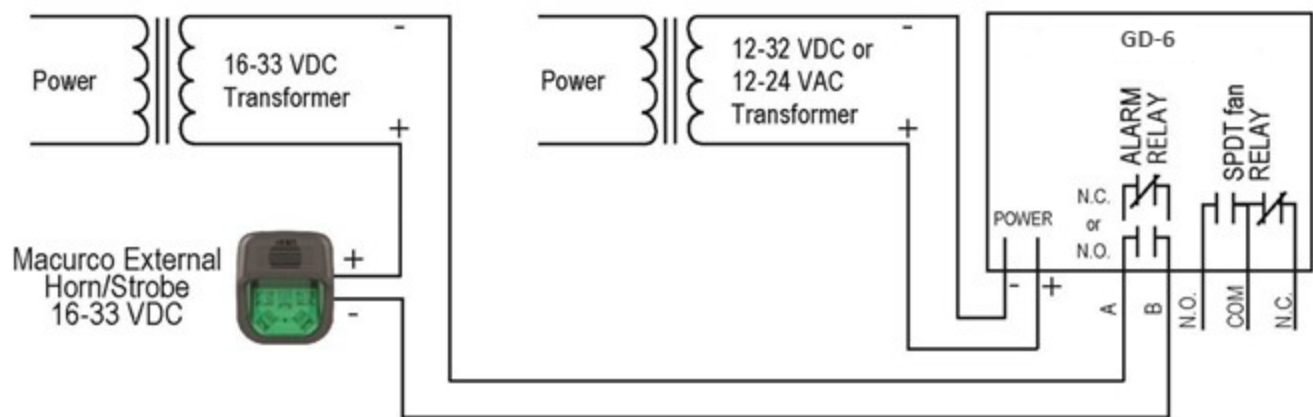 Power
-
16-33 VDC
Transformer
+
Power
-
12-32 VDC or
12-24 VAC
Transformer
+
GD-6
ALARM
RELAY
SPDT fan
RELAY
N.C.
or
N.O.
POWER
-
+
A
B
N.O.
COM
N.C.
Macurco External
Horn/Strobe
16-33 VDC
+
-